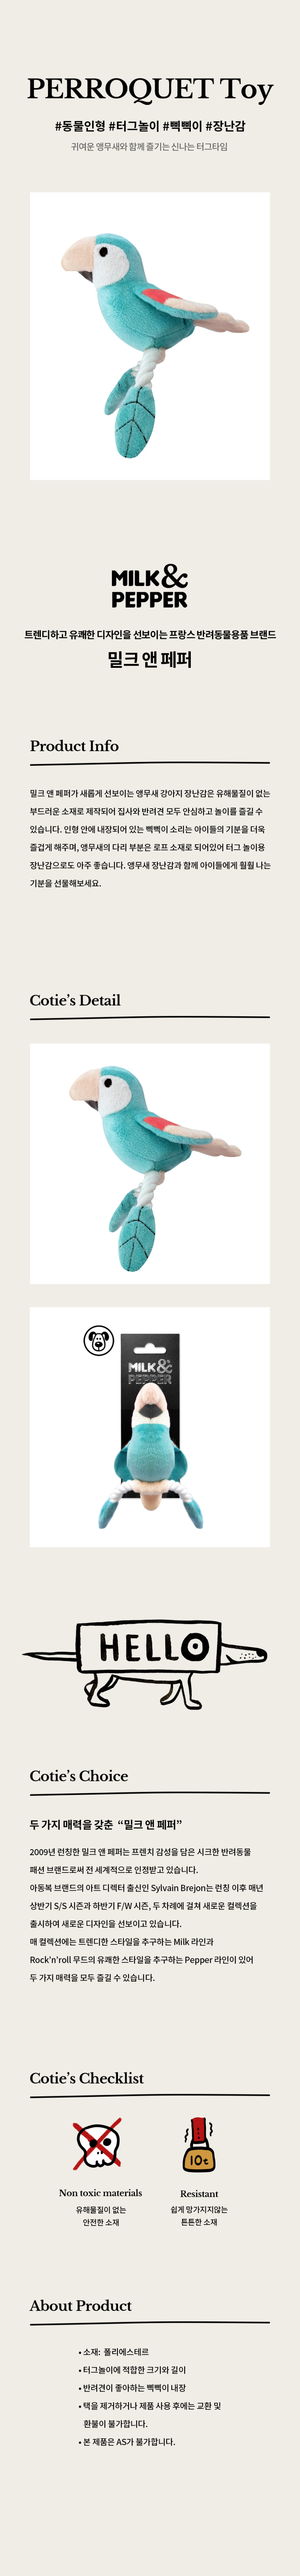 PERROQUET Toy
#동물인형 #터그놀이 #삑삑이 #장난감
귀여운 앵무새와 함께 즐기는 신나는 터그타임
MILK&
PEPPER
트렌디하고 유쾌한 디자인을 선보이는 프랑스 반려동물용품 브랜드
밀크 앤 페퍼
Product Info
밀크 앤 페퍼가 새롭게 선보이는 앵무새 강아지 장난감은 유해물질이 없는
부드러운 소재로 제작되어 집사와 반려견 모두 안심하고 놀이를 즐길 수
있습니다. 인형 안에 내장되어 있는 삑삑이 소리는 아이들의 기분을 더욱
즐겁게 해주며, 앵무새의 다리 부분은 로프 소재로 되어있어 터그 놀이용
장난감으로도 아주 좋습니다. 앵무새 장난감과 함께 아이들에게 훨훨 나는
기분을 선물해보세요.
Cotie's Detail
MILK&
PEPPER
HELLO
Cotie's Choice
두 가지 매력을 갖춘 “밀크 앤 페퍼”
2009년 런칭한 밀크 앤 페퍼는 프렌치 감성을 담은 시크한 반려동물
패션 브랜드로써 전 세계적으로 인정받고 있습니다.
아동복 브랜드의 아트 디렉터 출신인 Sylvain Brejon는 런칭 이후 매년
상반기 S/S 시즌과 하반기 F/W 시즌, 두 차례에 걸쳐 새로운 컬렉션을
출시하여 새로운 디자인을 선보이고 있습니다.
매 컬렉션에는 트렌디한 스타일을 추구하는 Milk 라인과
Rock'n'roll 무드의 유쾌한 스타일을 추구하는 Pepper 라인이 있어
두 가지 매력을 모두 즐길 수 있습니다.
Cotie's Checklist
10t
Non toxic materials
유해물질이 없는
안전한 소재
Resistant
쉽게 망가지지않는
튼튼한 소재
About Product
• 소재: 폴리에스테르
• 터그놀이에 적합한 크기와 길이
• 반려견이 좋아하는 삑삑이 내장
• 택을 제거하거나 제품 사용 후에는 교환 및
환불이 불가합니다.
• 본 제품은 AS가 불가합니다.